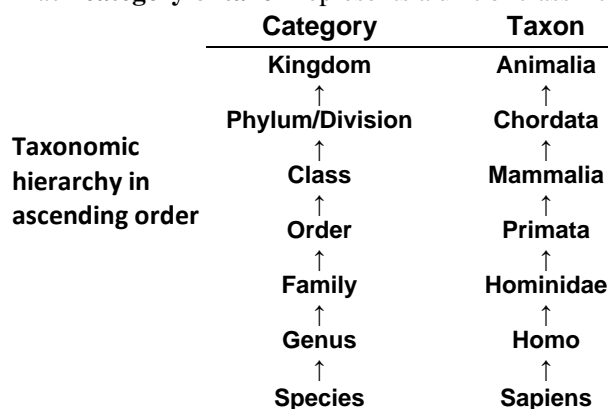 Category Taxon
Kingdom Animalia
↑ ↑
Phylum/Division Chordata
↑ ↑
Taxonomic
hierarchy in
ascending order
Class Mammalia
↑ ↑
Order Primata
↑ ↑
Family Hominidae
↑ ↑
Genus Homo
↑ ↑
Species Sapiens